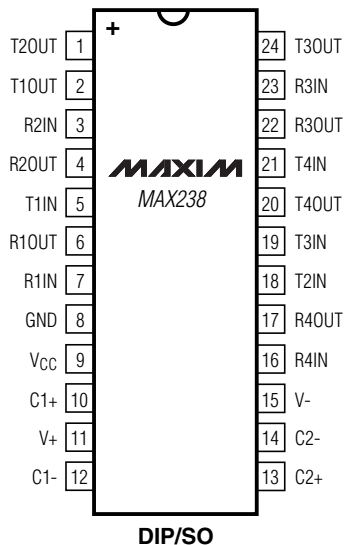 +
T2OUT 1 24 T3OUT
T1OUT 2 23 R3IN
R2IN 3 22 R3OUT
R2OUT 4 MAXIM 21 T4IN
T1IN 5 MAX238 20 T4OUT
R1OUT 6 19 T3IN
R1IN 7 18 T2IN
GND 8 17 R4OUT
VCC 9 16 R4IN
C1+ 10 15 V-
V+ 11 14 C2-
C1- 12 13 C2+
DIP/SO